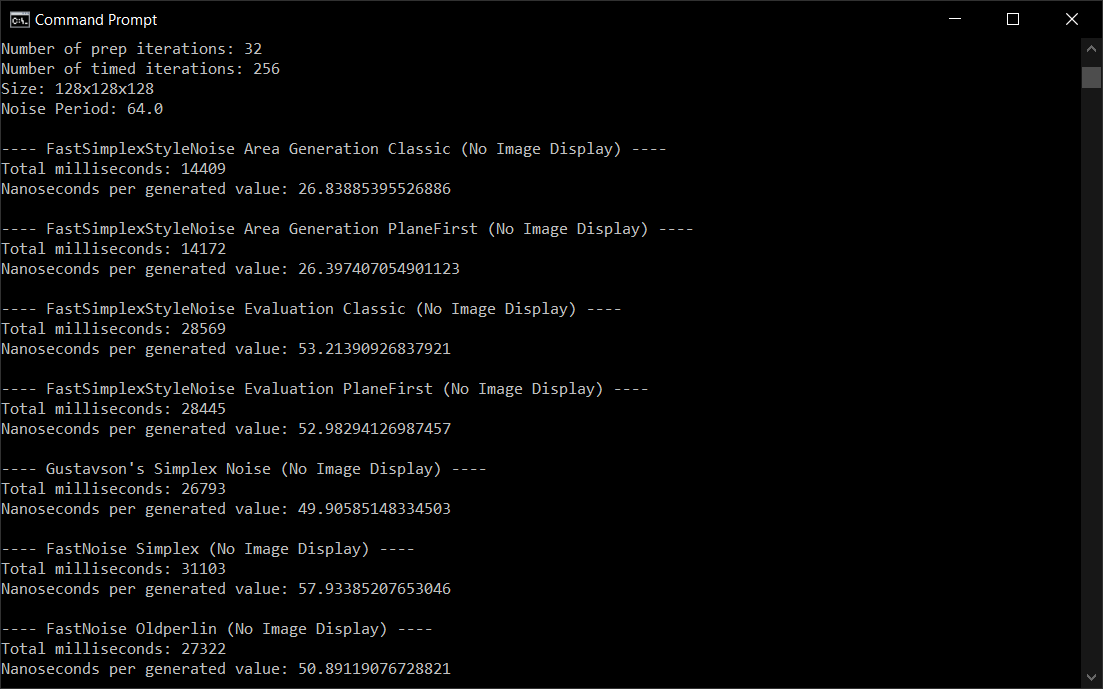 Command Prompt
Number of prep iterations: 32
Number of timed iterations: 256
Size: 128x128x128
Noise Period: 64.0
---- FastSimplexStyleNoise Area Generation Classic (No Image Display) ----
Total milliseconds: 14409
Nanoseconds per generated value: 26.83885395526886
---- FastSimplexStyleNoise Area Generation PlaneFirst (No Image Display) ----
Total milliseconds: 14172
Nanoseconds per generated value: 26.397407054901123
---- FastSimplexStyleNoise Evaluation Classic (No Image Display) ----
Total milliseconds: 28569
Nanoseconds per generated value: 53.21390926837921
---- FastSimplexStyleNoise Evaluation PlaneFirst (No Image Display) ----
Total milliseconds: 28445
Nanoseconds per generated value: 52.98294126987457
---- Gustavson's Simplex Noise (No Image Display) ----
Total milliseconds: 26793
Nanoseconds per generated value: 49.90585148334503
---- FastNoise Simplex (No Image Display) ----
Total milliseconds: 31103
Nanoseconds per generated value: 57.93385207653046
---- FastNoise Oldperlin (No Image Display) ----
Total milliseconds: 27322
Nanoseconds per generated value: 50.89119076728821